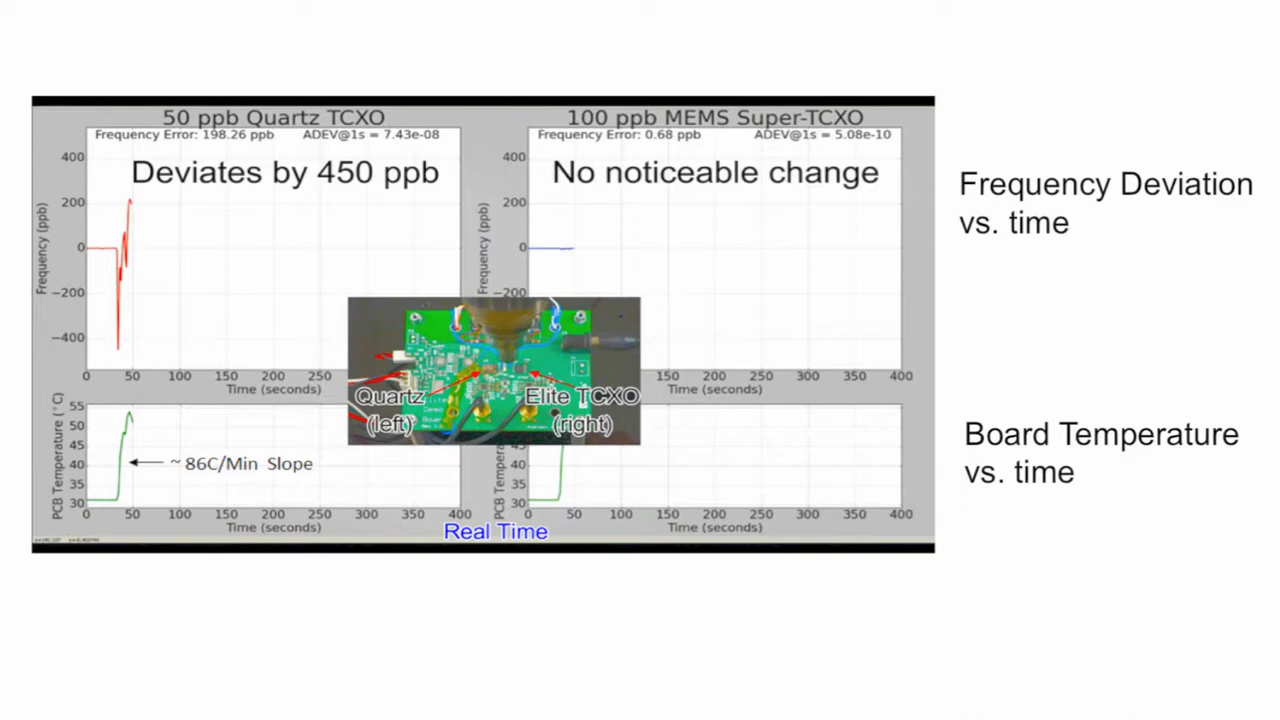 50 ppb Quartz TCXO
Frequency Error: 198.26 ppb ADEV@1s = 7.43e-08
Deviates by 450 ppb
Frequency (ppb)
400
200
0
−200
−400
0 50 100 150 200 250 300 350 400
Time (seconds)
100 ppb MEMS Super-TCXO
Frequency Error: 0.68 ppb ADEV@1s = 5.08e-10
No noticeable change
Frequency (ppb)
400
200
0
−200
150 200 250 300 350 400
Time (seconds)
Frequency Deviation
vs. time
Quartz
(left)
Elite TCXO
(right)
PCB Temperature (°C)
55
50
45
40
35
30
~ 86C/Min Slope
0 50 100 150 200 250 300 350 400
Time (seconds)
PCB Temperature
45
40
35
30
0 50 100 150 200 250 300 350 400
Time (seconds)
Real Time
Board Temperature
vs. time